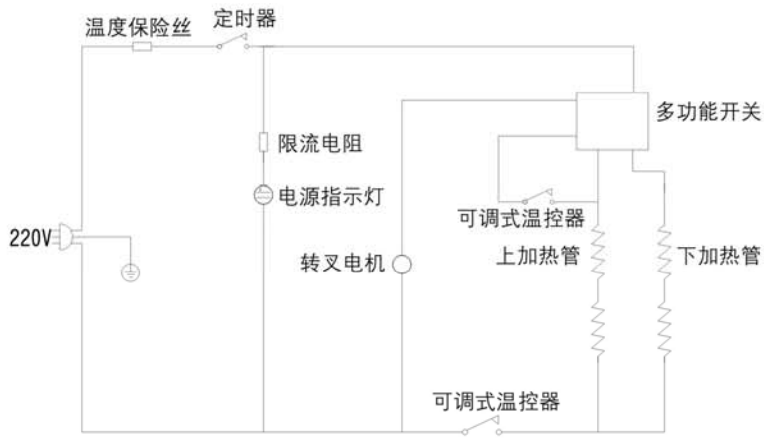 温度保险丝
定时器
多功能开关
限流电阻
电源指示灯
可调式温控器
220V
转叉电机
上加热管
下加热管
可调式温控器